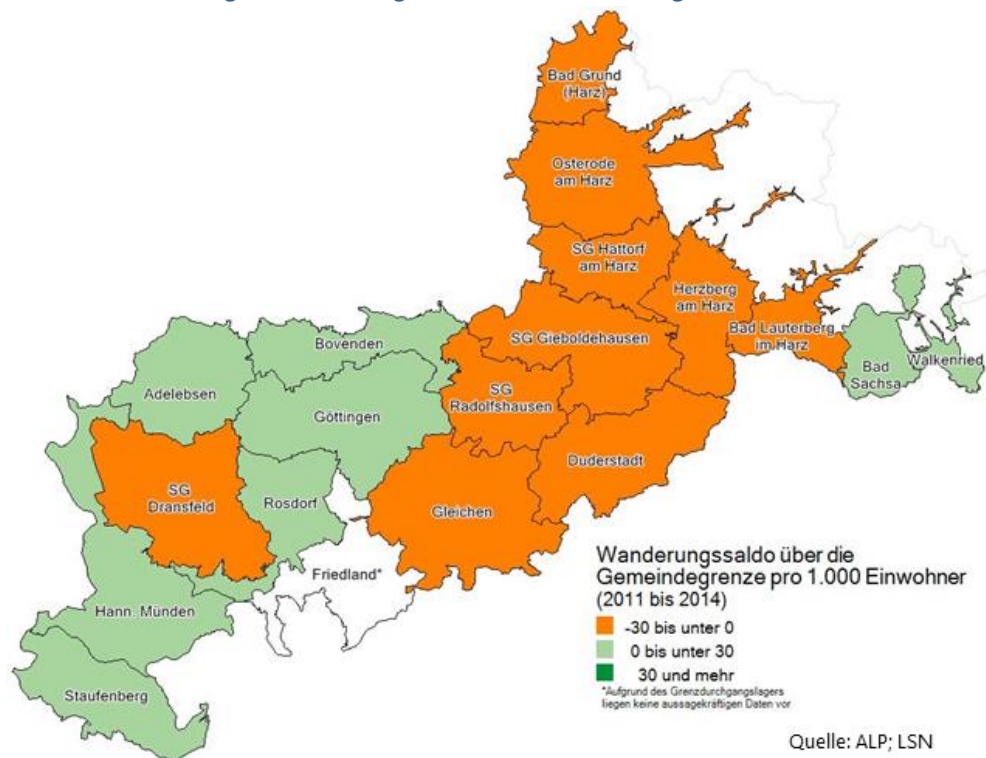 Bad Grund
(Harz)
Osterode
am Harz
SG Hattorf
am Harz
Herzberg
am Harz
SG Gieboldehausen
Bad Lauterberg
im Harz
Bovenden
Walkenried
Bad
Sachsa
Adelebsen
SG
Radolfshausen
Göttingen
Duderstadt
SG
Dransfeld
Rosdorf
Gleichen
Friedland*
Hann. Münden
Staufenberg
Wanderungssaldo über die
Gemeindegrenze pro 1.000 Einwohner
(2011 bis 2014)
-30 bis unter 0
0 bis unter 30
30 und mehr
*Aufgrund des Grenzdurchgangslagers
liegen keine aussagekräftigen Daten vor
Quelle: ALP; LSN